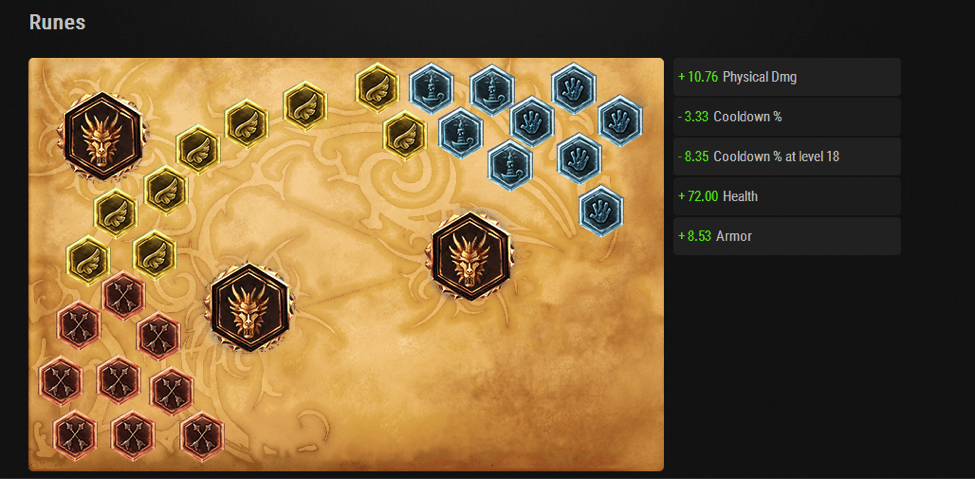 Runes
+ 10.76 Physical Dmg
- 3.33 Cooldown %
- 8.35 Cooldown % at level 18
+ 72.00 Health
+ 8.53 Armor